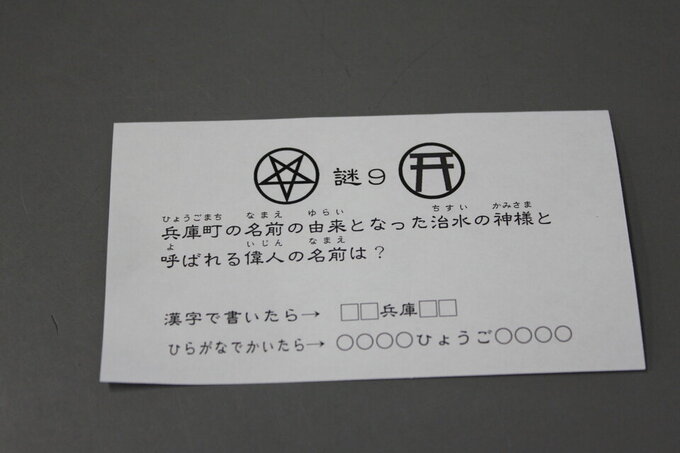 謎9
ひょうごまち なまえ ゆらい ちすい かみさま
兵庫町の名前の由来となった治水の神様と
よ いじん なまえ
呼ばれる偉人の名前は？
漢字で書いたら→ □□兵庫□□
ひらがなでかいたら→○○○○ひょうご○○○○